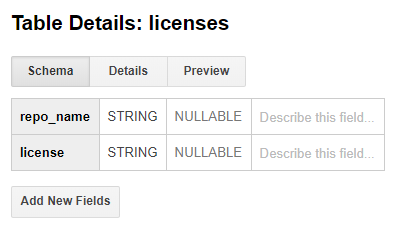 Table Details: licenses
Schema Details Preview
repo_name STRING NULLABLE Describe this field...
license STRING NULLABLE Describe this field...
Add New Fields